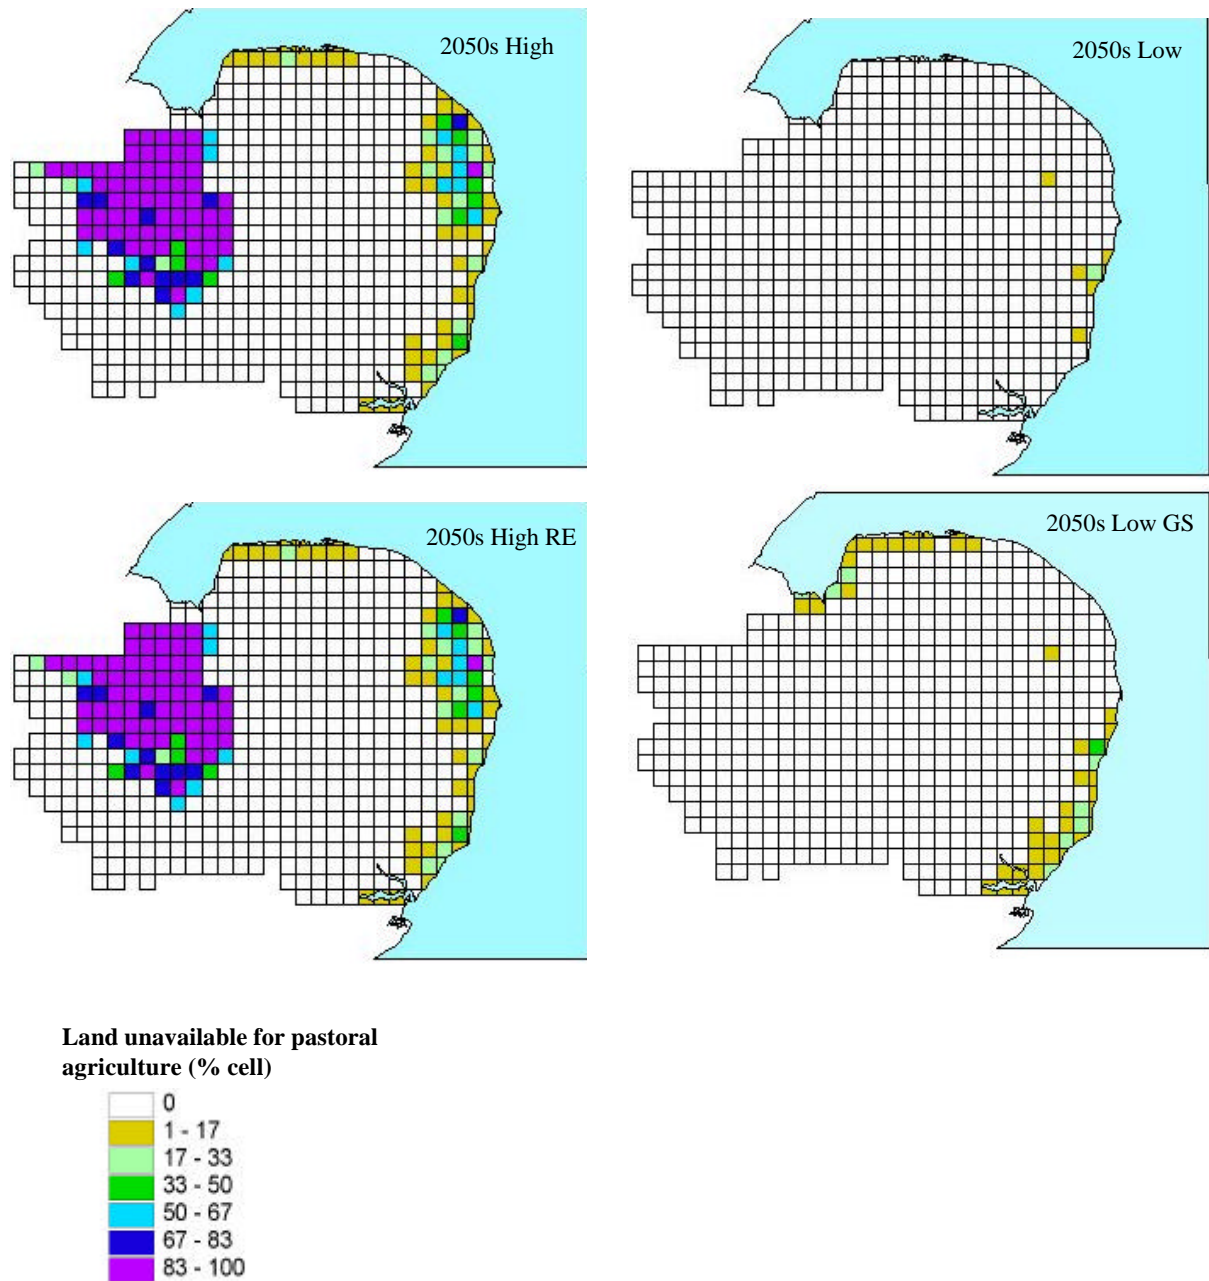 2050s High
2050s Low
2050s High RE
2050s Low GS
Land unavailable for pastoral
agriculture (% cell)
0
1 - 17
17 - 33
33 - 50
50 - 67
67 - 83
83 - 100